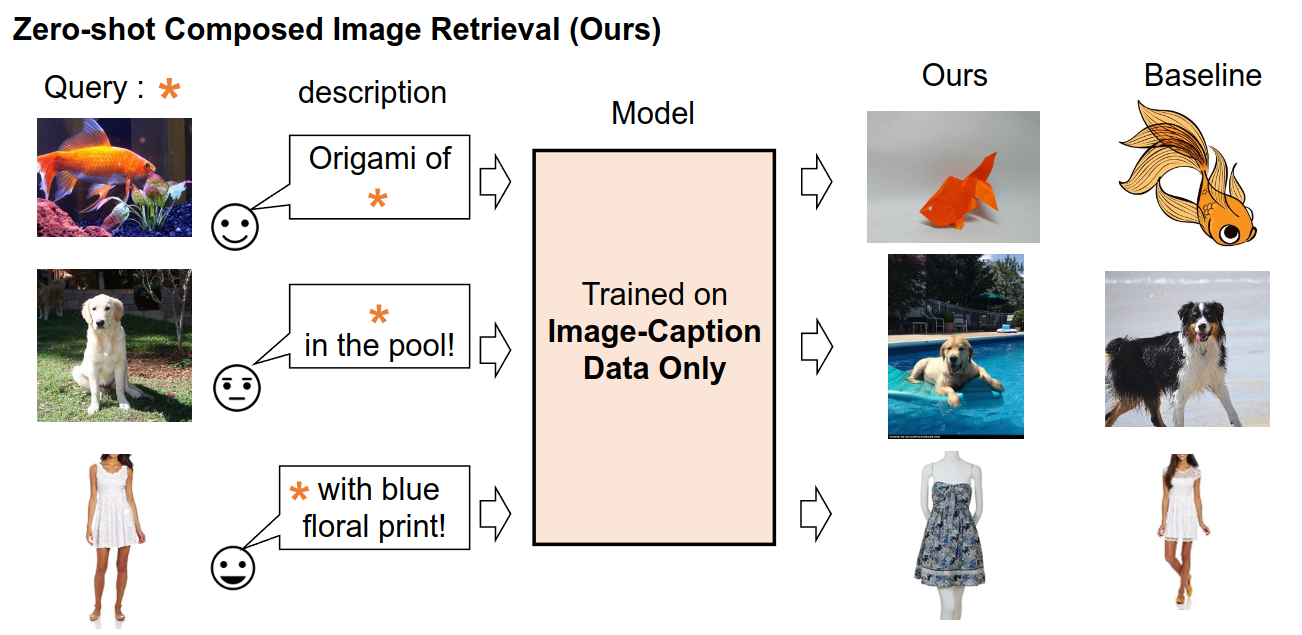 Zero-shot Composed Image Retrieval (Ours)
Query : *
description
Model
Ours
Baseline
Origami of
*
*
in the pool!
* with blue
floral print!
Trained on
Image-Caption
Data Only